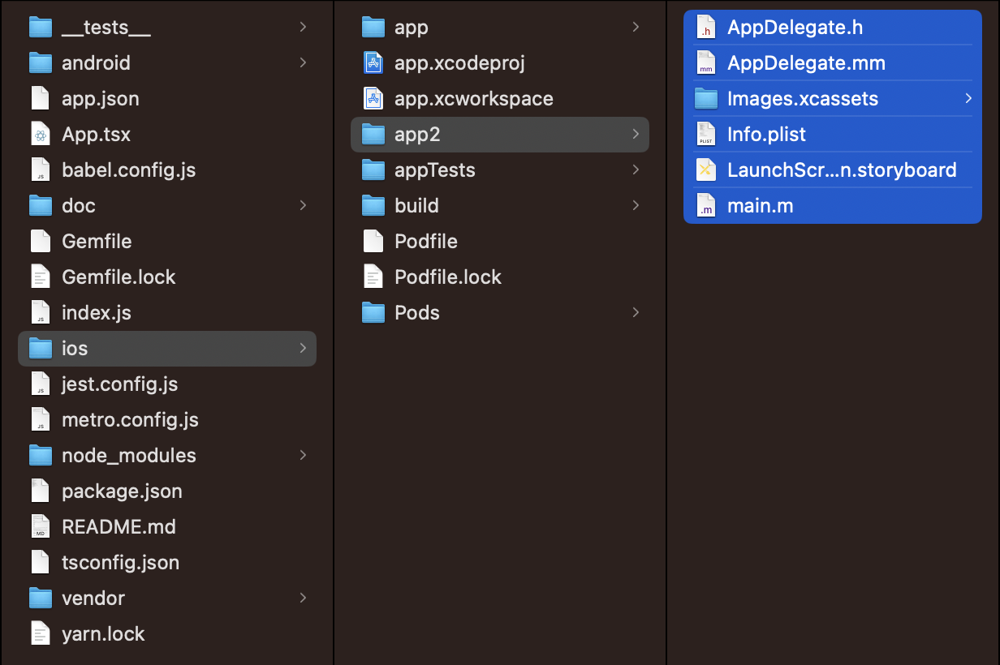 __tests__
android
app.json
App.tsx
babel.config.js
doc
Gemfile
Gemfile.lock
index.js
ios
jest.config.js
metro.config.js
node_modules
package.json
README.md
tsconfig.json
vendor
yarn.lock
app
app.xcodeproj
app.xcworkspace
app2
appTests
build
Podfile
Podfile.lock
Pods
AppDelegate.h
AppDelegate.mm
Images.xcassets
Info.plist
LaunchScr...n.storyboard
main.m